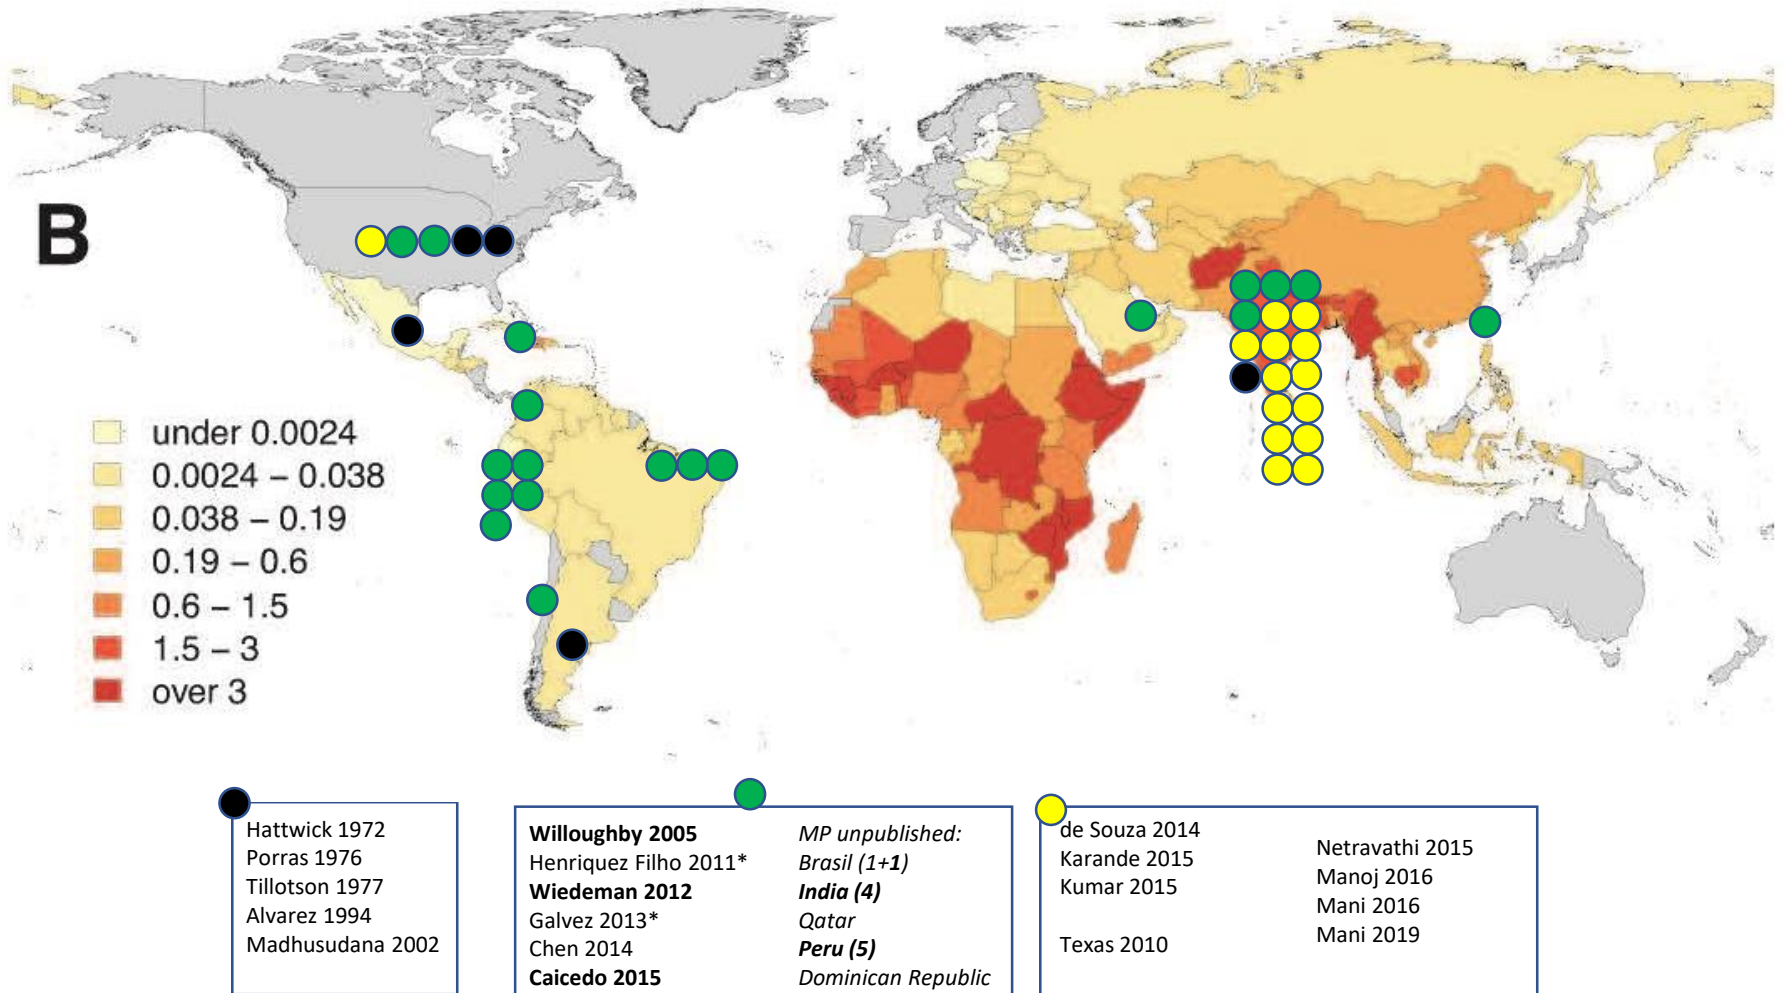 B
under 0.0024
0.0024 – 0.038
0.038 – 0.19
0.19 – 0.6
0.6 – 1.5
1.5 – 3
over 3
Hattwick 1972
Porras 1976
Tillotson 1977
Alvarez 1994
Madhusudana 2002
Willoughby 2005
Henriquez Filho 2011*
Wiedeman 2012
Galvez 2013*
Chen 2014
Caicedo 2015
MP unpublished:
Brasil (1+1)
India (4)
Qatar
Peru (5)
Dominican Republic
de Souza 2014
Karande 2015
Kumar 2015
Texas 2010
Netravathi 2015
Manoj 2016
Mani 2016
Mani 2019